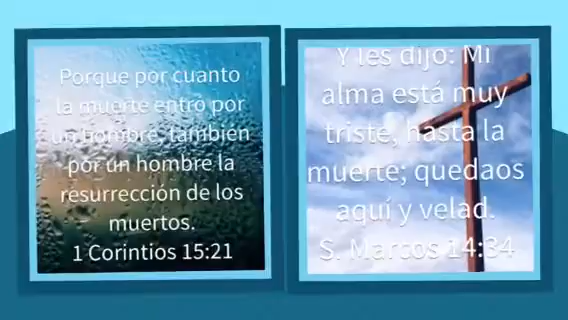 Porque por cuanto
la muerte entró por
un hombre, también
por un hombre la
resurrección de los
muertos.
1 Corintios 15:21
Y les dijo: Mi
alma está muy
triste, hasta la
muerte; quedaos
aquí y velad.
S. Marcos 14:34